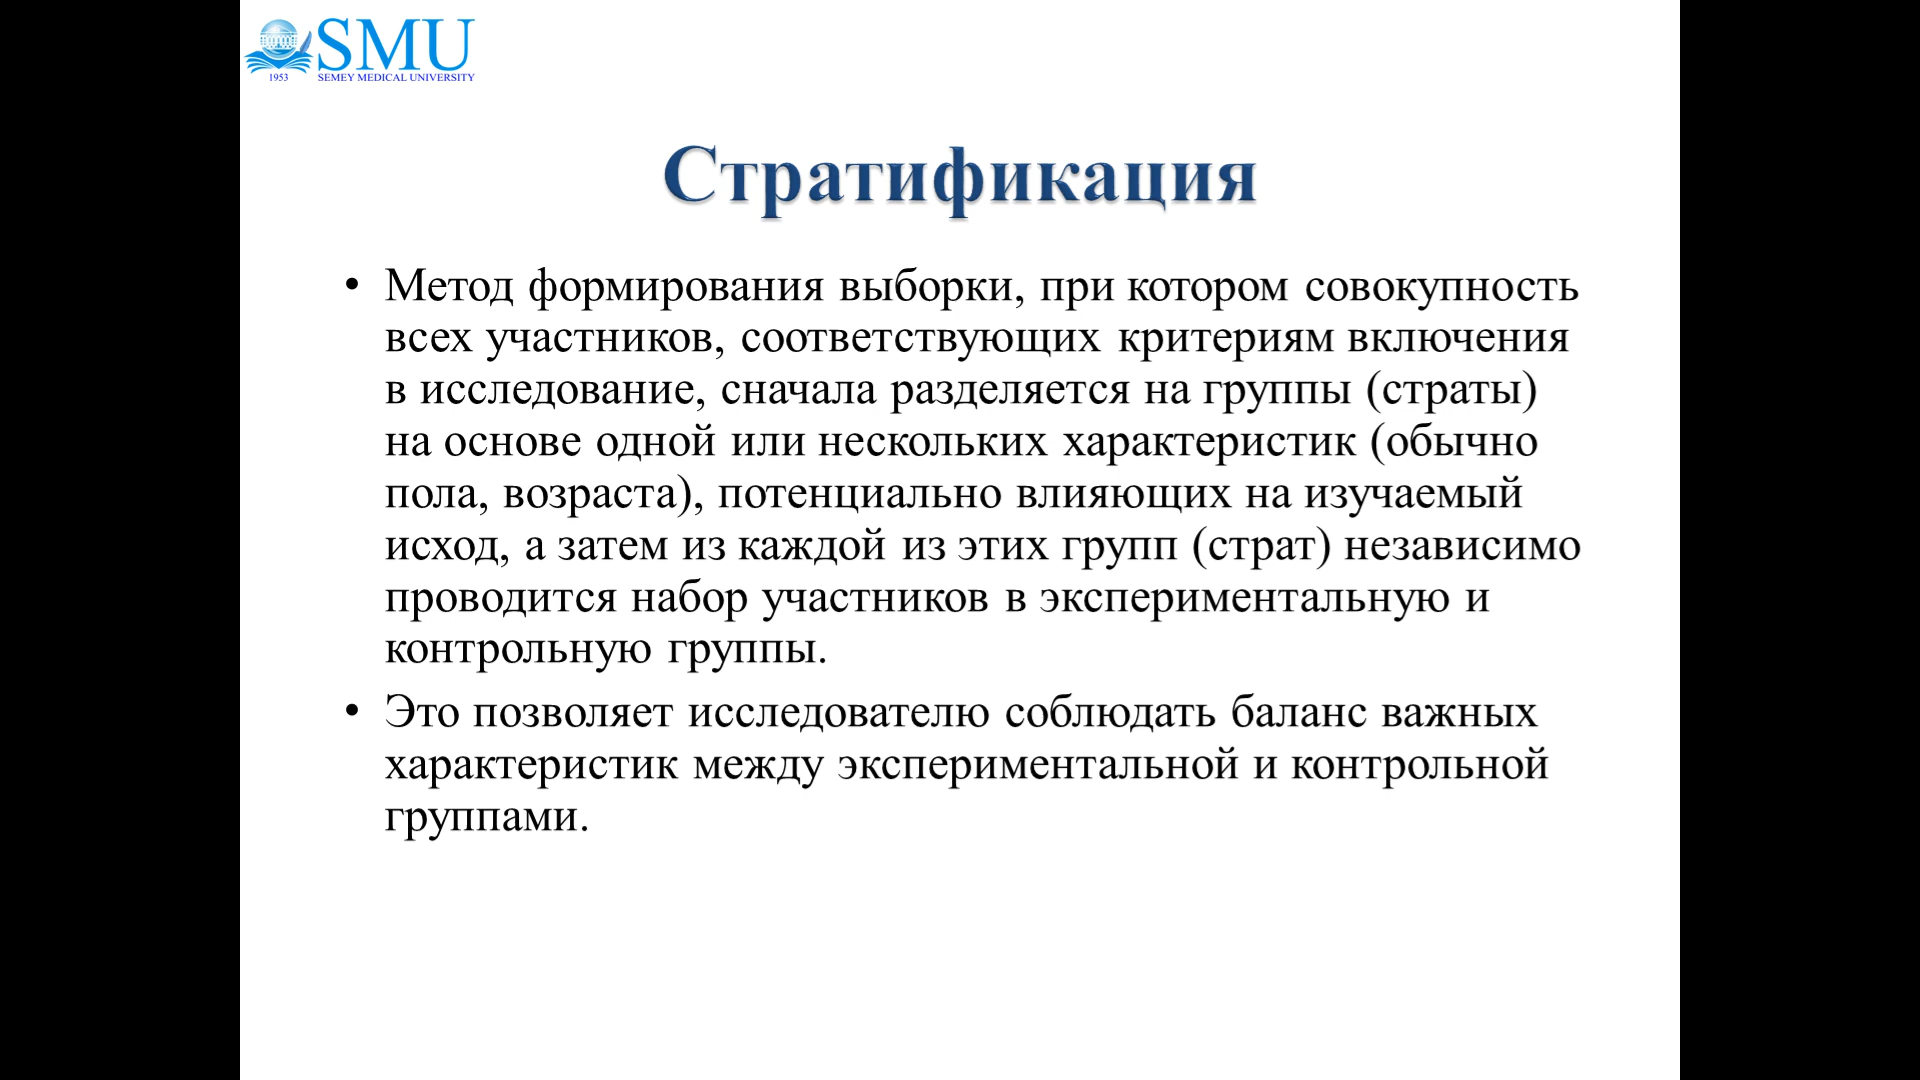 SMU
1953 SEMEY MEDICAL UNIVERSITY
Стратификация
• Метод формирования выборки, при котором совокупность
всех участников, соответствующих критериям включения
в исследование, сначала разделяется на группы (страты)
на основе одной или нескольких характеристик (обычно
пола, возраста), потенциально влияющих на изучаемый
исход, а затем из каждой из этих групп (страт) независимо
проводится набор участников в экспериментальную и
контрольную группы.
• Это позволяет исследователю соблюдать баланс важных
характеристик между экспериментальной и контрольной
группами.